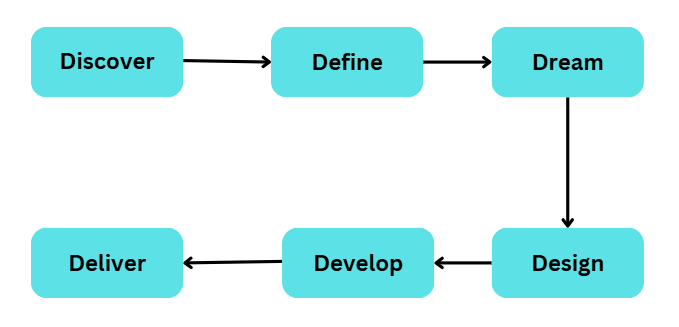 Discover
Define
Dream
Design
Develop
Deliver